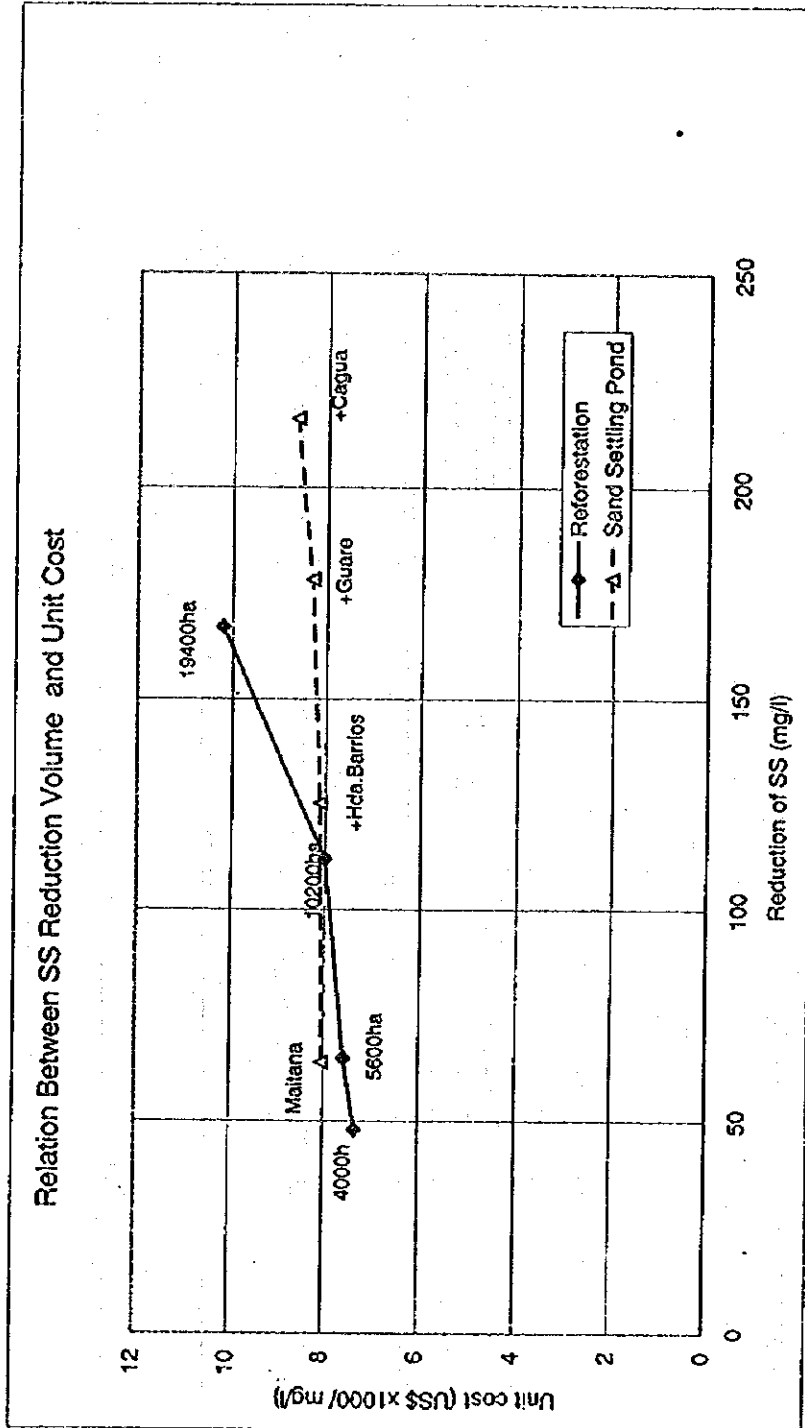 Relation Between SS Reduction Volume and Unit Cost
Unit cost (US$ x1000/ mg/l)
12
10
8
6
4
2
0
4000h
5600ha
10200ha
19400ha
Maitana
+Hda.Barrios
+Guare
+Cagua
Reforestation
Sand Settling Pond
0
50
100
150
200
250
Reduction of SS (mg/l)